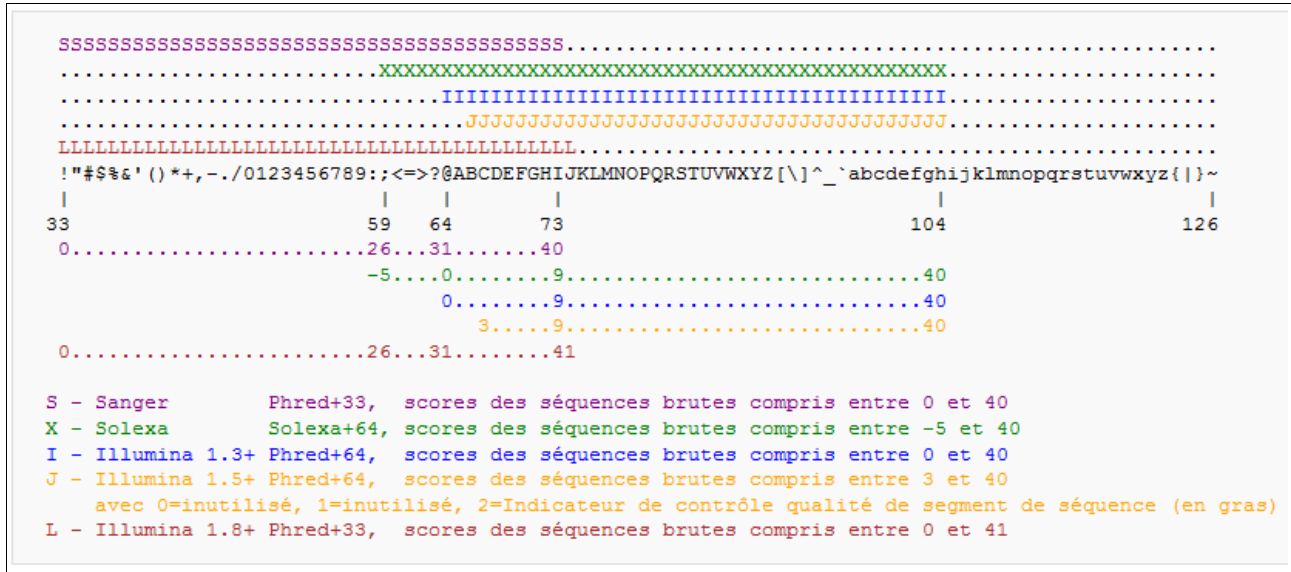 SSSSSSSSSSSSSSSSSSSSSSSSSSSSSSSSSSSSSSSSS.....................................................
..........................XXXXXXXXXXXXXXXXXXXXXXXXXXXXXXXXXXXXXXXXXXXXXX......................
...............................IIIIIIIIIIIIIIIIIIIIIIIIIIIIIIIIIIIIIIIII......................
.................................JJJJJJJJJJJJJJJJJJJJJJJJJJJJJJJJJJJJJJJ......................
LLLLLLLLLLLLLLLLLLLLLLLLLLLLLLLLLLLLLLLLLL....................................................
!"#$%&'()*+,-./0123456789:;<=>?@ABCDEFGHIJKLMNOPQRSTUVWXYZ[\]^_`abcdefghijklmnopqrstuvwxyz{|}~
| | | | | |
33 59 64 73 104 126
0........................26...31.......40
-5....0........9.............................40
0........9.............................40
3.....9.............................40
0........................26...31........41
S - Sanger Phred+33, scores des séquences brutes compris entre 0 et 40
X - Solexa Solexa+64, scores des séquences brutes compris entre -5 et 40
I - Illumina 1.3+ Phred+64, scores des séquences brutes compris entre 0 et 40
J - Illumina 1.5+ Phred+64, scores des séquences brutes compris entre 3 et 40
avec 0=inutilisé, 1=inutilisé, 2=Indicateur de contrôle qualité de segment de séquence (en gras)
L - Illumina 1.8+ Phred+33, scores des séquences brutes compris entre 0 et 41